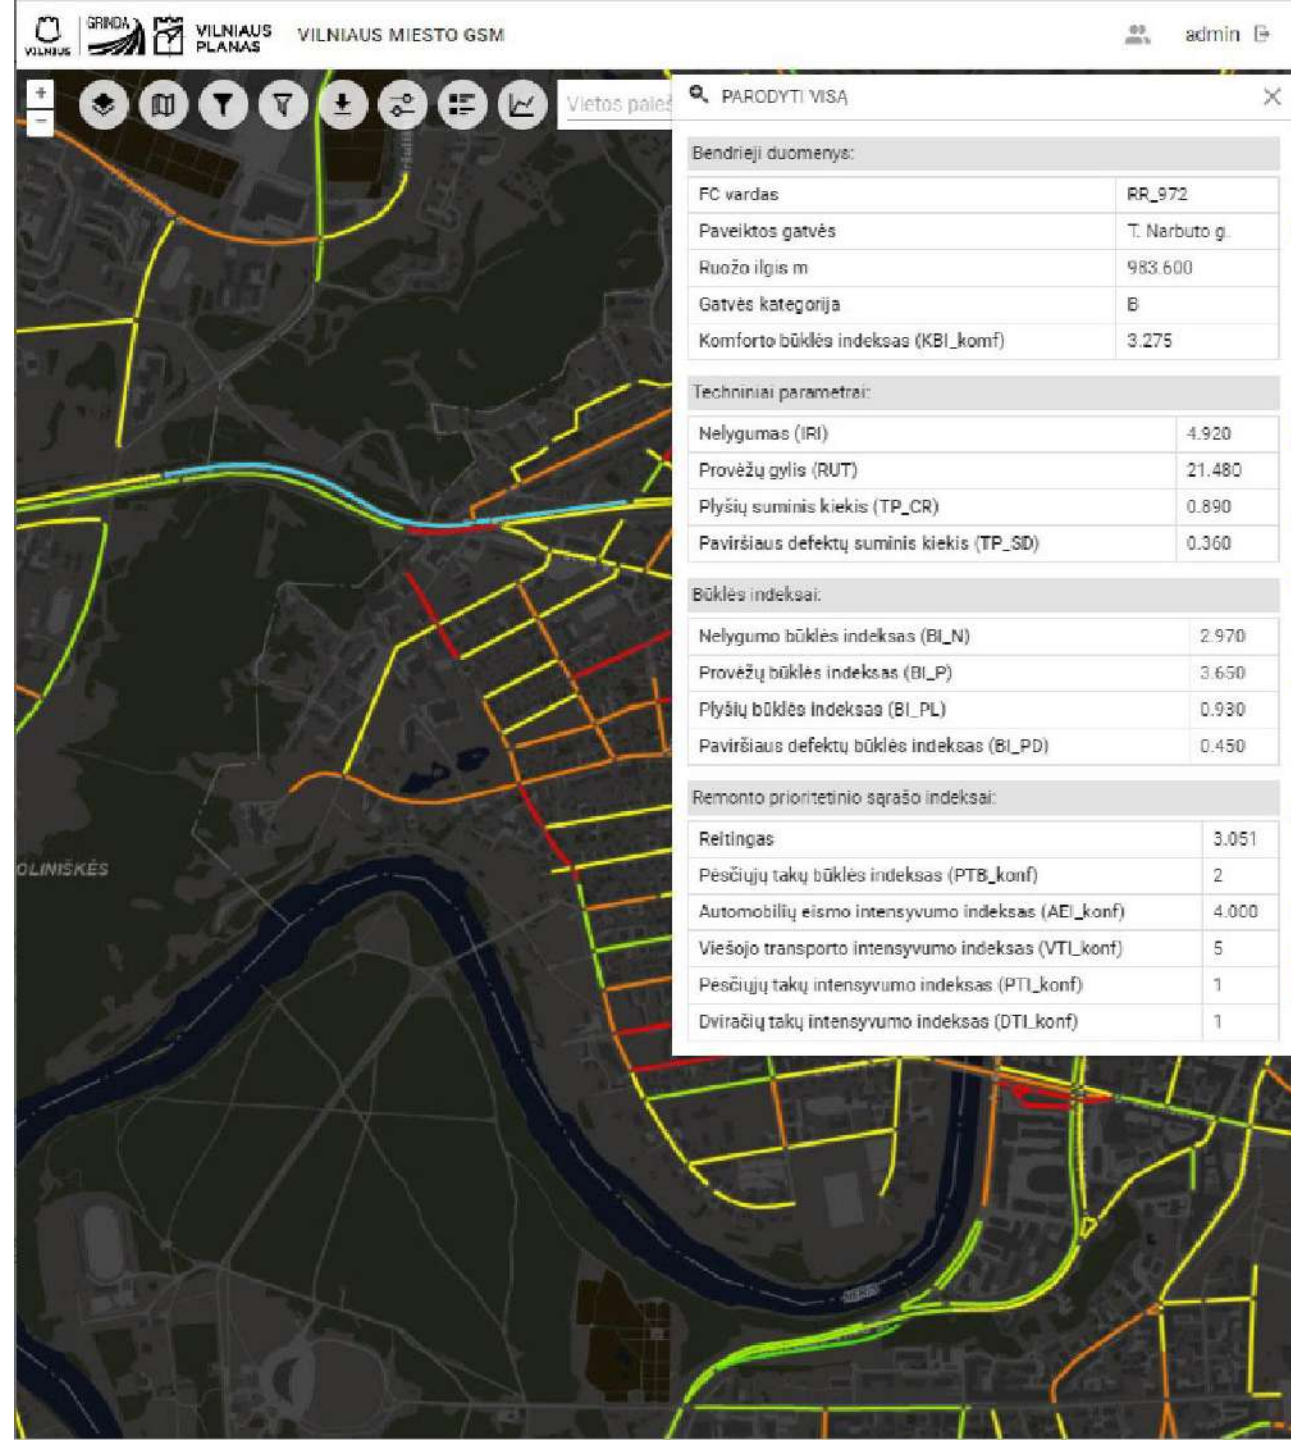 VILNIUS
GRINDA
VILNIAUS
PLANAS
VILNIAUS MIESTO GSM
admin
+
−
Vietos paieš
PARODYTI VISĄ
Bendrieji duomenys:
FC vardas RR_972
Paveiktos gatvės T. Narbuto g.
Ruožo ilgis m 983.600
Gatvės kategorija B
Komforto būklės indeksas (KBI_komf) 3.275
Techniniai parametrai:
Nelygumas (IRI) 4.920
Provėžų gylis (RUT) 21.480
Plyšių suminis kiekis (TP_CR) 0.890
Paviršiaus defektų suminis kiekis (TP_SD) 0.360
Būklės indeksai:
Nelygumo būklės indeksas (BI_N) 2.970
Provėžų būklės indeksas (BI_P) 3.650
Plyšių būklės indeksas (BI_PL) 0.930
Paviršiaus defektų būklės indeksas (BI_PD) 0.450
Remonto prioritetinio sąrašo indeksai:
Reitingas 3.051
Pėsčiųjų takų būklės indeksas (PTB_konf) 2
Automobilių eismo intensyvumo indeksas (AEI_konf) 4.000
Viešojo transporto intensyvumo indeksas (VTI_konf) 5
Pėsčiųjų takų intensyvumo indeksas (PTI_konf) 1
Dviračių takų intensyvumo indeksas (DTI_konf) 1
OLINIŠKĖS
NERIS